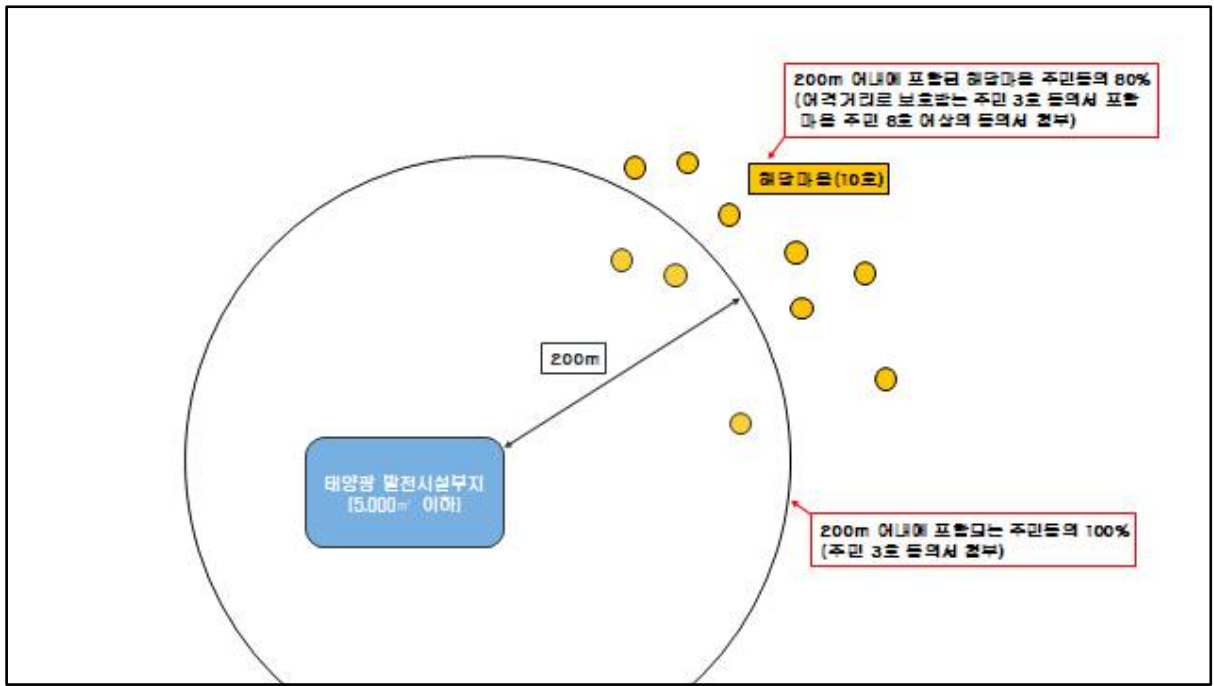 200m 이내에 포함된 해당마을 주민동의 80%
(이격거리로 보호받는 주민 3호 동의서 포함
마을 주민 8호 이상의 동의서 첨부)
해당마을(10호)
200m
태양광 발전시설부지
(5,000㎡ 이하)
200m 이내에 포함되는 주민동의 100%
(주민 3호 동의서 첨부)